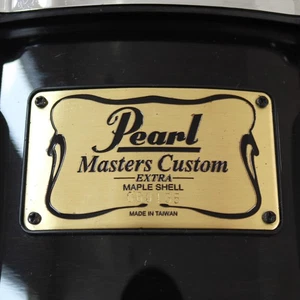 Pearl
Masters Custom
EXTRA
MAPLE SHELL
MADE IN TAIWAN